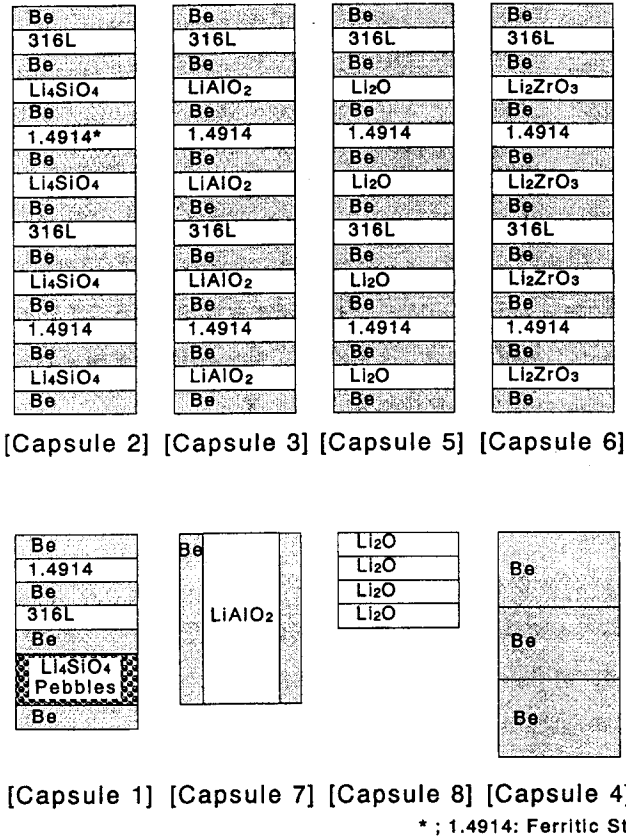 Be Be Be Be
316L 316L 316L 316L
Be Be Be Be
Li4SiO4 LiAlO2 Li2O Li2ZrO3
Be Be Be Be
1.4914* 1.4914 1.4914 1.4914
Be Be Be Be
Li4SiO4 LiAlO2 Li2O Li2ZrO3
Be Be Be Be
316L 316L 316L 316L
Be Be Be Be
Li4SiO4 LiAlO2 Li2O Li2ZrO3
Be Be Be Be
1.4914 1.4914 1.4914 1.4914
Be Be Be Be
Li4SiO4 LiAlO2 Li2O Li2ZrO3
Be Be Be Be
[Capsule 2] [Capsule 3] [Capsule 5] [Capsule 6]
Be
1.4914
Be
316L
Be
Li4SiO4
Pebbles
Be
Be
LiAlO2
Li2O
Li2O
Li2O
Li2O
Be
Be
Be
[Capsule 1] [Capsule 7] [Capsule 8] [Capsule 4]
* ; 1.4914: Ferritic St